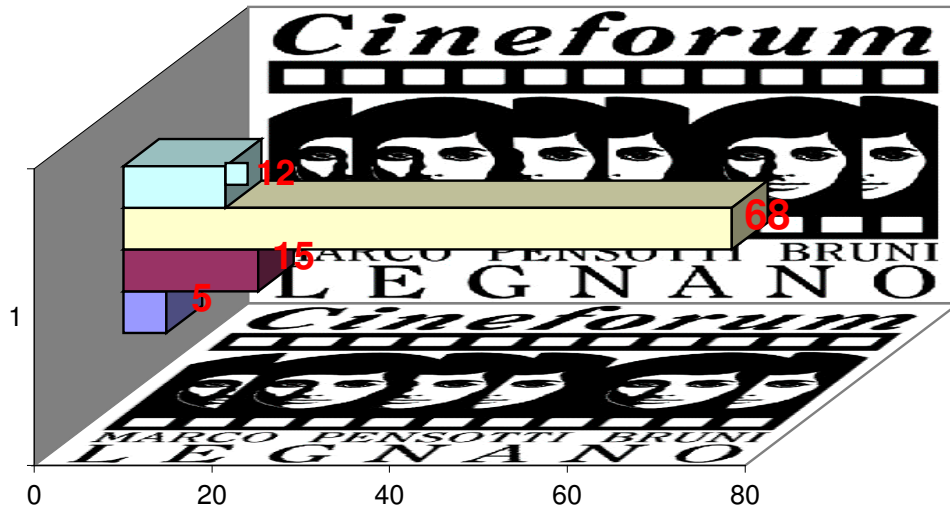 Cineforum
12
68
MARCO PENSOTTI BRUNI
15
LEGNANO
5
1
Cineforum
MARCO PENSOTTI BRUNI
LEGNANO
0 20 40 60 80